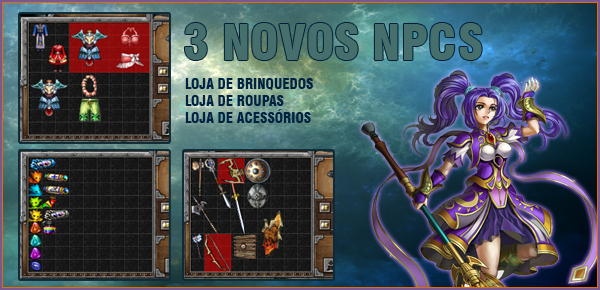 3 NOVOS NPCS
LOJA DE BRINQUEDOS
LOJA DE ROUPAS
LOJA DE ACESSÓRIOS